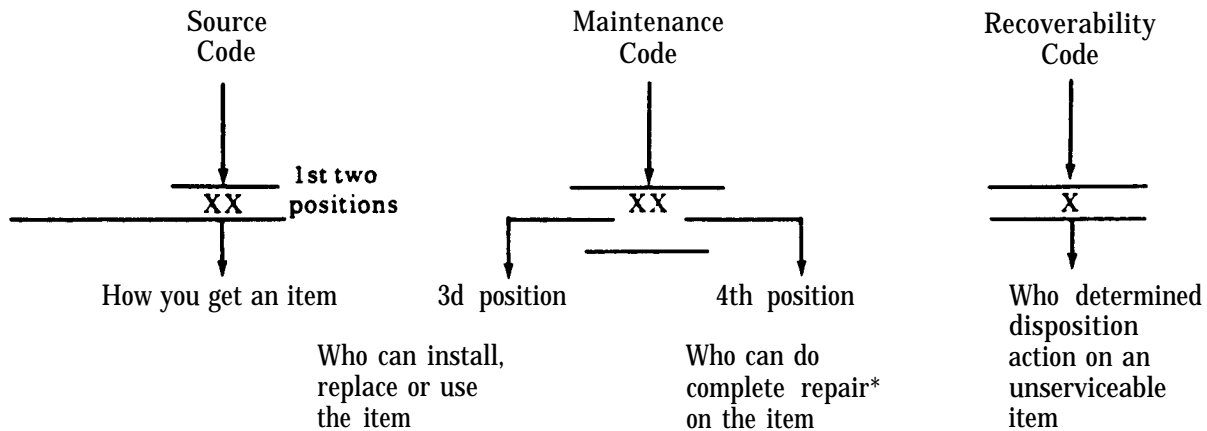 Source
Code
Maintenance
Code
Recoverability
Code
XX
1st two
positions
XX
X
How you get an item
3d position
4th position
Who can install,
replace or use
the item
Who can do
complete repair*
on the item
Who determined
disposition
action on an
unserviceable
item